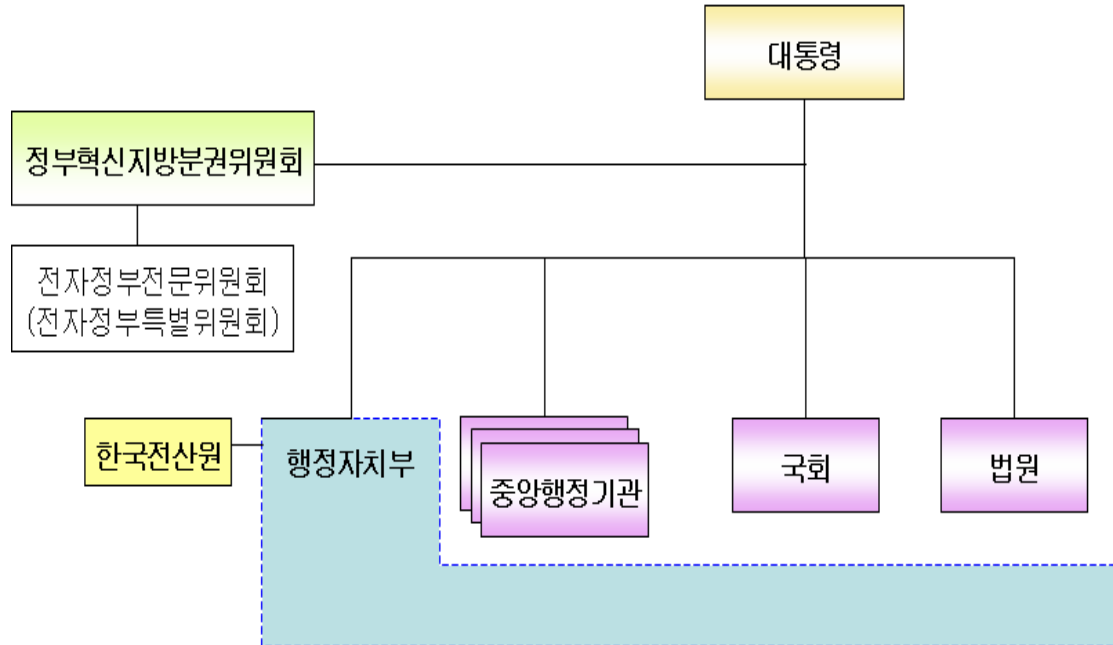 대통령
정부혁신지방분권위원회
전자정부전문위원회
(전자정부특별위원회)
한국전산원
행정자치부
중앙행정기관
국회
법원